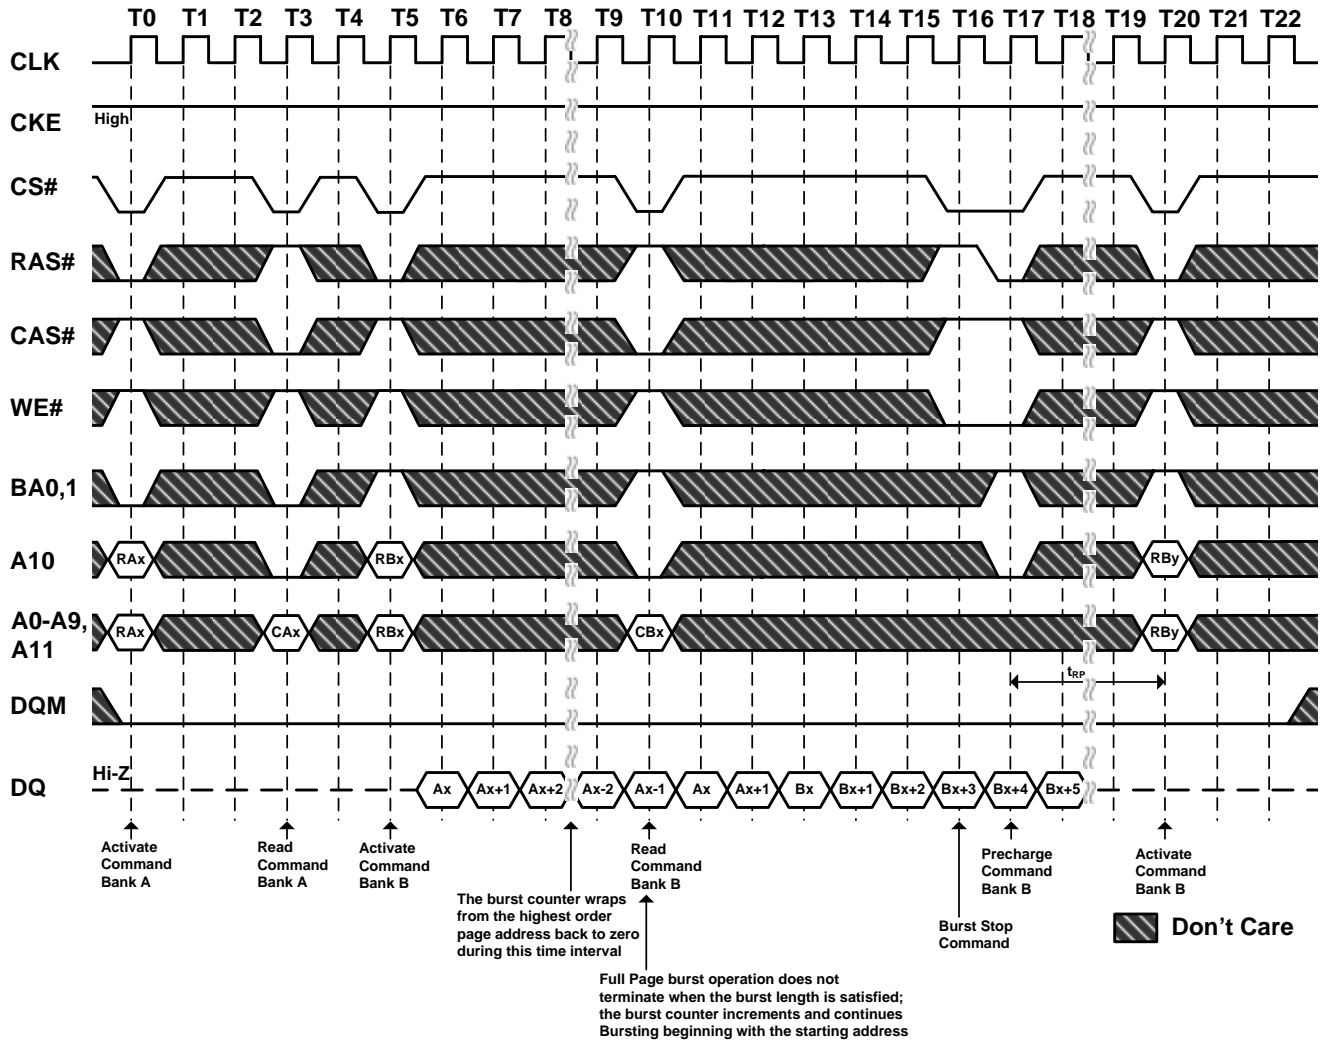 T0 T1 T2 T3 T4 T5 T6 T7 T8 T9 T10 T11 T12 T13 T14 T15 T16 T17 T18 T19 T20 T21 T22
CLK
CKE
High
CS#
RAS#
CAS#
WE#
BA0,1
A10
RAx RBx RBy
A0-A9,
A11
RAx CAx RBx CBx RBy
tRP
DQM
DQ
Hi-Z
Ax Ax+1 Ax+2 Ax-2 Ax-1 Ax Ax+1 Bx Bx+1 Bx+2 Bx+3 Bx+4 Bx+5
Activate
Command
Bank A
Read
Command
Bank A
Activate
Command
Bank B
The burst counter wraps
from the highest order
page address back to zero
during this time interval
Read
Command
Bank B
Full Page burst operation does not
terminate when the burst length is satisfied;
the burst counter increments and continues
Bursting beginning with the starting address
Burst Stop
Command
Precharge
Command
Bank B
Activate
Command
Bank B
Don't Care